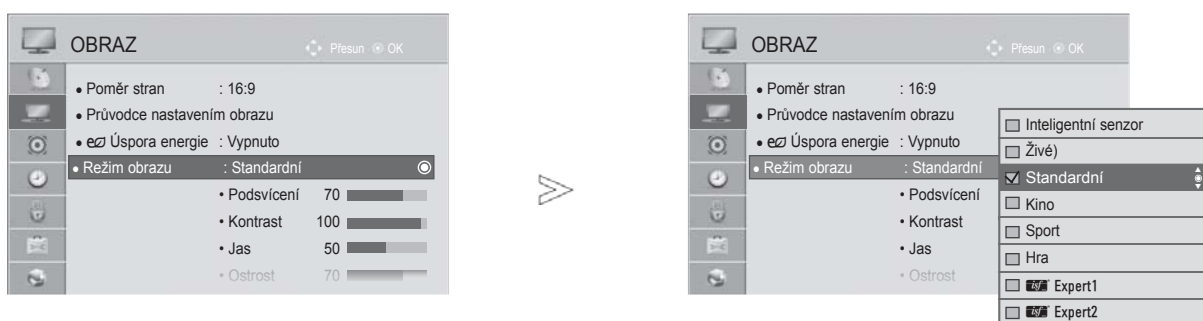 OBRAZ Přesun OK
• Poměr stran : 16:9
• Průvodce nastavením obrazu
• Úspora energie : Vypnuto
• Režim obrazu : Standardní
• Podsvícení 70
• Kontrast 100
• Jas 50
• Ostrost 70
OBRAZ Přesun OK
• Poměr stran : 16:9
• Průvodce nastavením obrazu
• Úspora energie : Vypnuto
• Režim obrazu : Standardní
• Podsvícení
• Kontrast
• Jas
• Ostrost
Inteligentní senzor
Živé)
Standardní
Kino
Sport
Hra
isf Expert1
isf Expert2